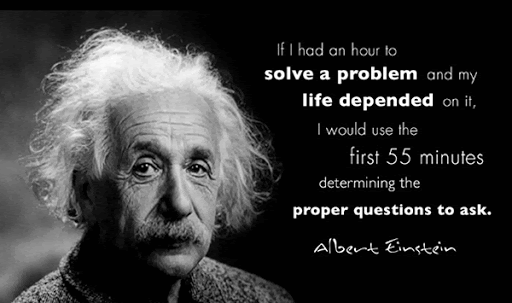 If I had an hour to
solve a problem and my
life depended on it,
I would use the
first 55 minutes
determining the
proper questions to ask.
Albert Einstein